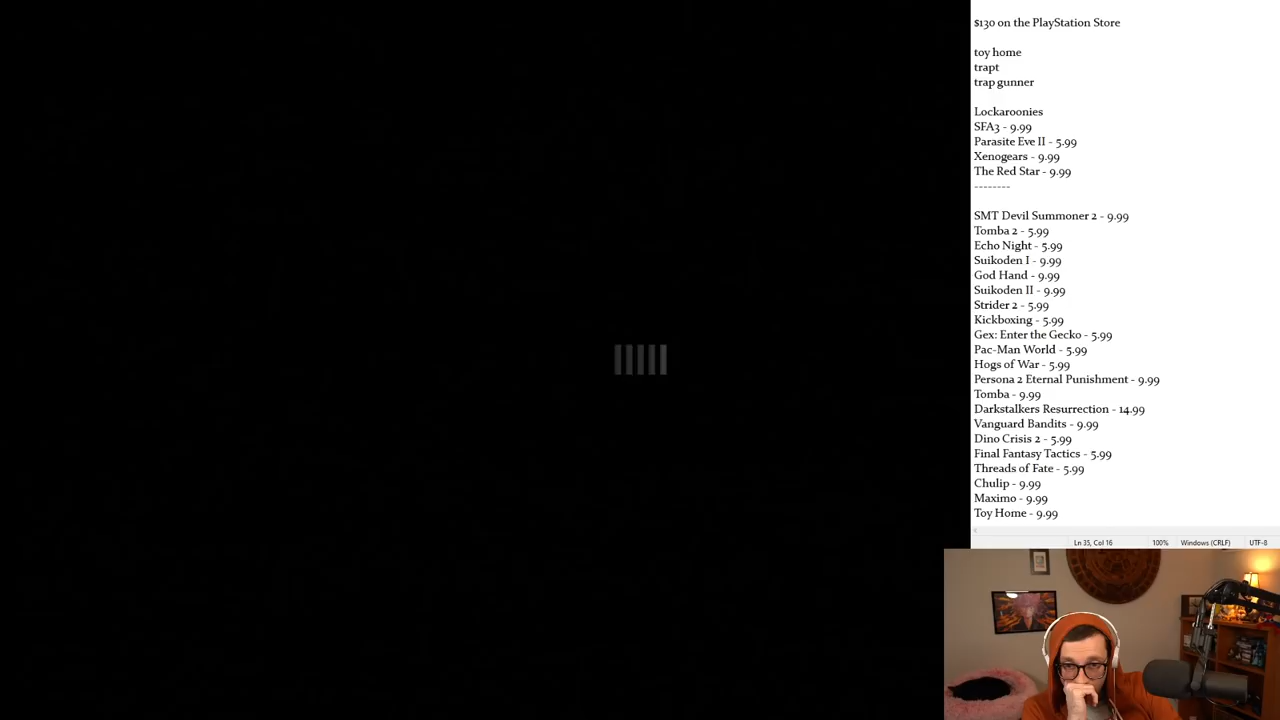 $130 on the PlayStation Store
toy home
trapt
trap gunner
Lockaroonies
SFA3 - 9.99
Parasite Eve II - 5.99
Xenogears - 9.99
The Red Star - 9.99
--------
SMT Devil Summoner 2 - 9.99
Tomba 2 - 5.99
Echo Night - 5.99
Suikoden I - 9.99
God Hand - 9.99
Suikoden II - 9.99
Strider 2 - 5.99
Kickboxing - 5.99
Gex: Enter the Gecko - 5.99
Pac-Man World - 5.99
Hogs of War - 5.99
Persona 2 Eternal Punishment - 9.99
Tomba - 9.99
Darkstalkers Resurrection - 14.99
Vanguard Bandits - 9.99
Dino Crisis 2 - 5.99
Final Fantasy Tactics - 5.99
Threads of Fate - 5.99
Chulip - 9.99
Maximo - 9.99
Toy Home - 9.99
Ln 35, Col 16 100% Windows (CRLF) UTF-8